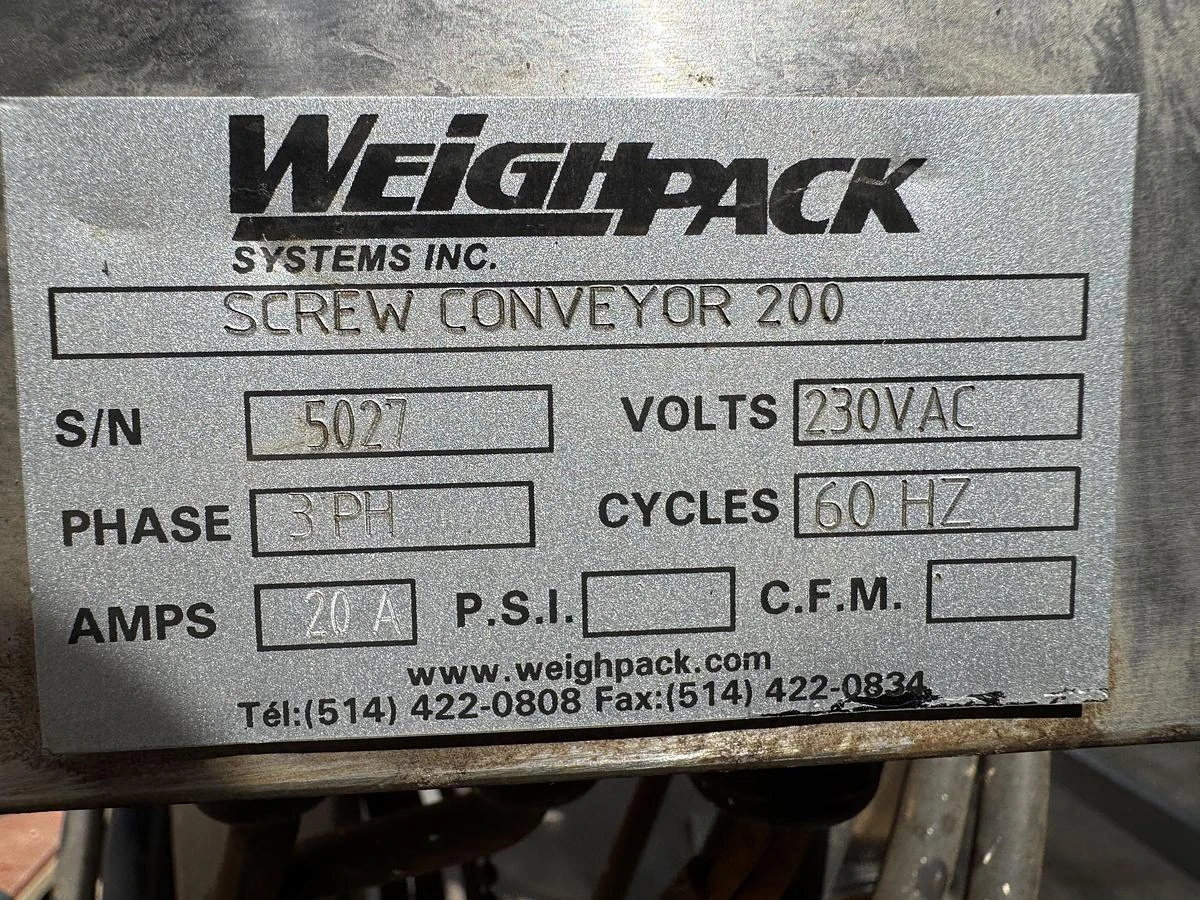 WEiGHPACK
SYSTEMS INC.
SCREW CONVEYOR 200
S/N 5027 VOLTS 230VAC
PHASE 3 PH CYCLES 60 HZ
AMPS 20 A P.S.I. C.F.M.
www.weighpack.com
Tél:(514) 422-0808 Fax:(514) 422-0834